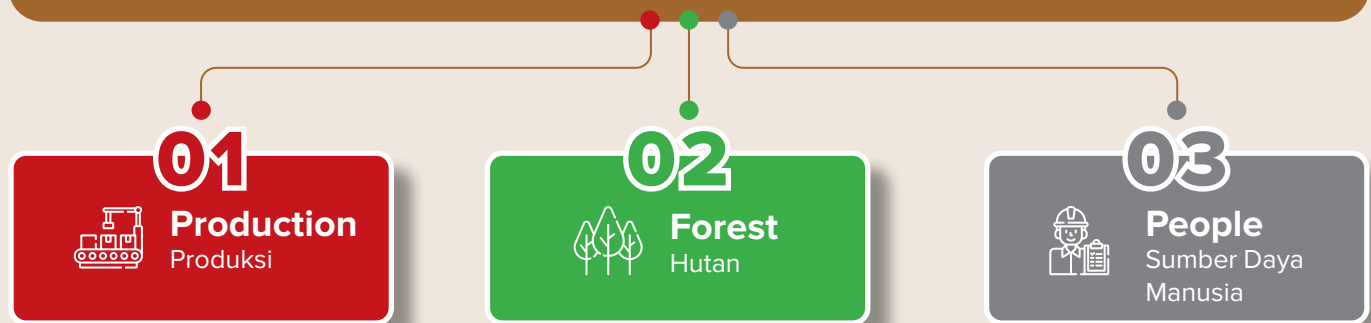 01
Production
Produksi
02
Forest
Hutan
03
People
Sumber Daya
Manusia